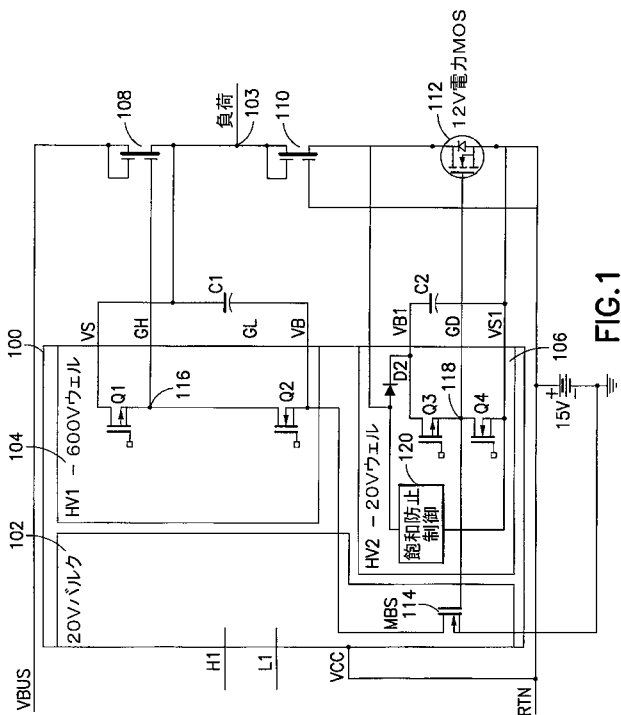 VBUS
100
102
104
20Vバルク
HV1 - 600Vウェル
Q1
116
Q2
VS
GH
GL
VB
C1
108
負荷
103
110
H1
L1
VCC
RTN
MBS
114
HV2 - 20Vウェル
120
飽和防止
制御
D2
Q3
118
Q4
VB1
C2
GD
VS1
106
112
12V電力MOS
15V
+
FIG.1